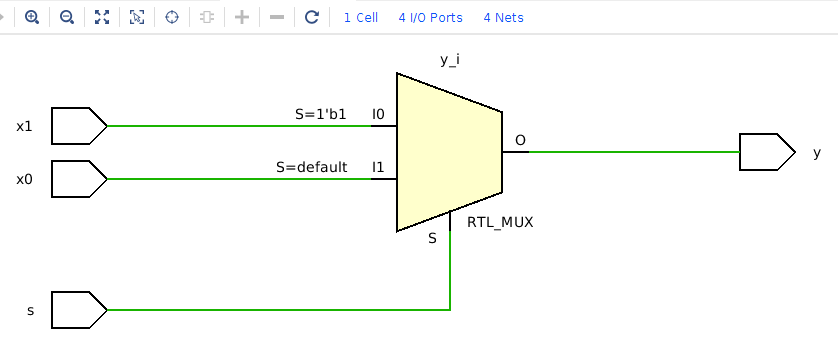 1 Cell 4 I/O Ports 4 Nets
y_i
x1 S=1'b1 I0
O
y
x0 S=default I1
RTL_MUX
S
s